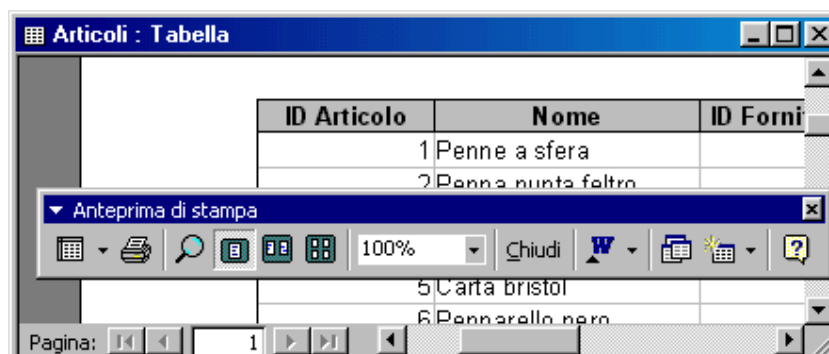 Articoli : Tabella
ID Articolo Nome ID Forni
1 Penne a sfera
2 Penna punta feltro
Anteprima di stampa
100% Chiudi W ?
5 Carta bristol
6 Pennarello nero
Pagina: 1